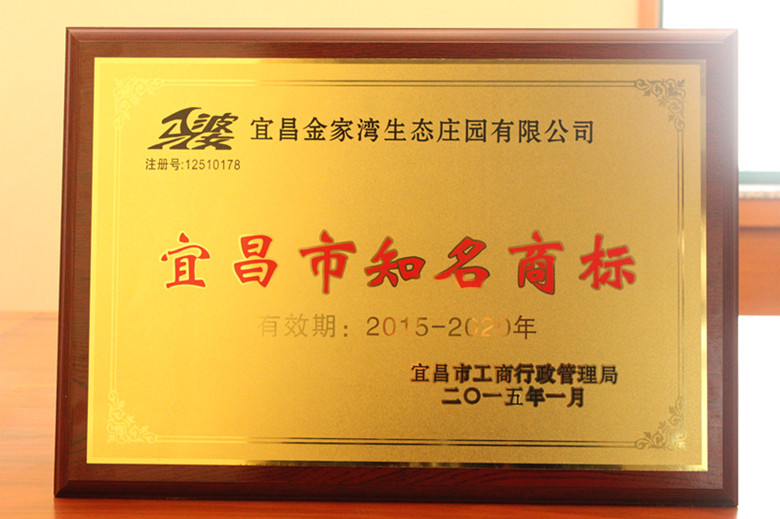 公婆
宜昌金家湾生态庄园有限公司
注册号:12510178
宜昌市知名商标
有效期：2015-2020年
宜昌市工商行政管理局
二〇一五年一月